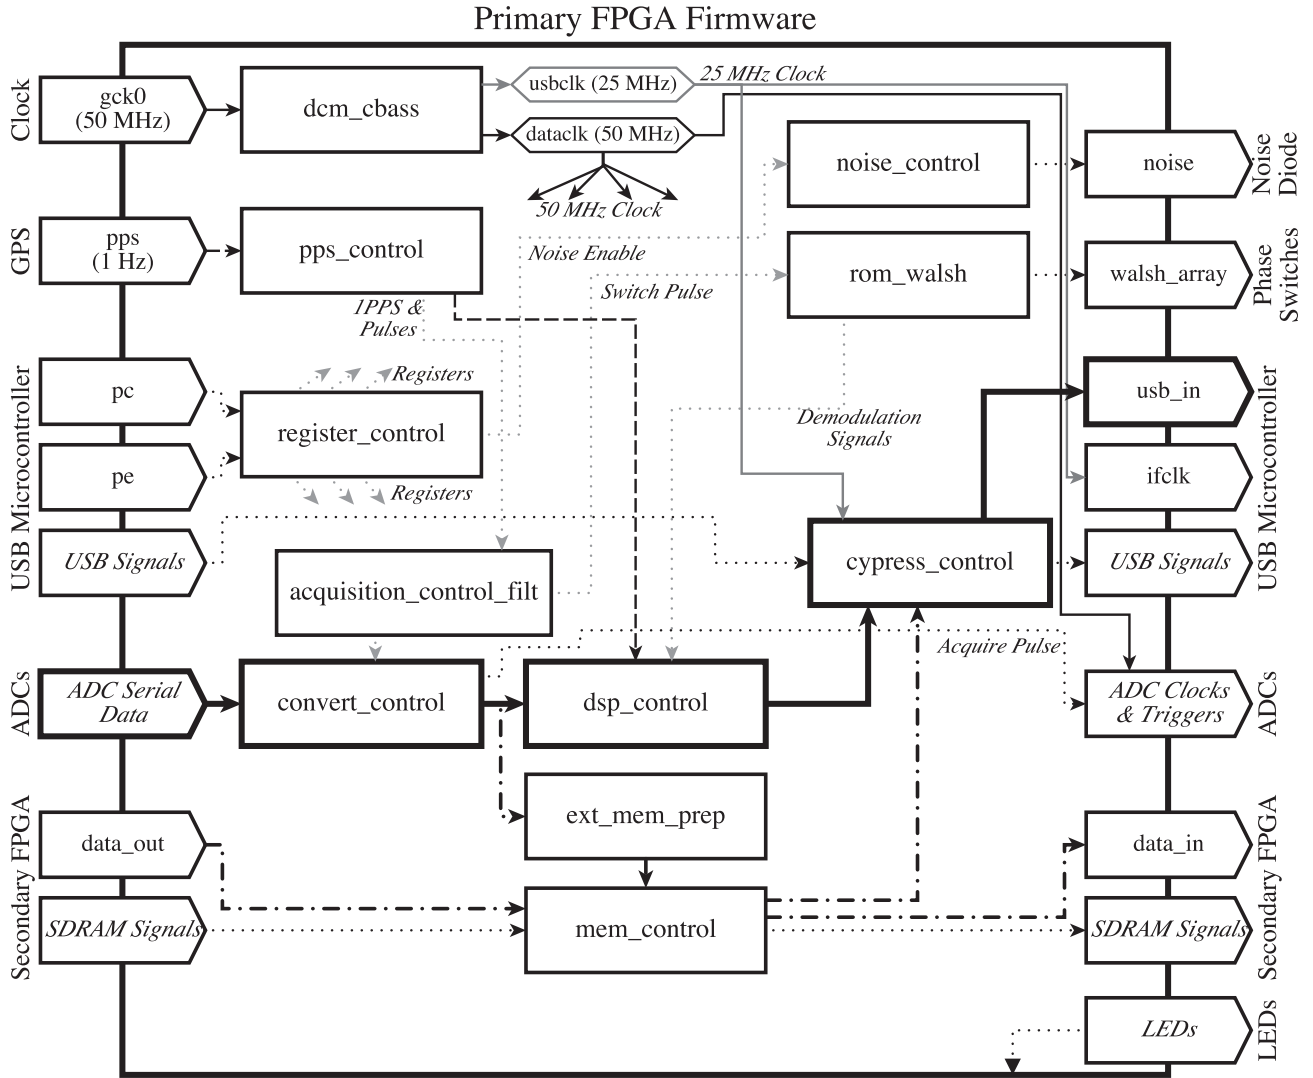 Primary FPGA Firmware
Clock
gck0
(50 MHz)
dcm_cbass
usbclk (25 MHz)
25 MHz Clock
dataclk (50 MHz)
50 MHz Clock
noise_control
noise
Noise
Diode
GPS
pps
(1 Hz)
pps_control
Noise Enable
Switch Pulse
rom_walsh
walsh_array
Phase
Switches
1PPS &
Pulses
USB Microcontroller
pc
pe
USB Signals
Registers
register_control
Registers
Demodulation
Signals
usb_in
ifclk
USB Signals
USB Microcontroller
acquisition_control_filt
cypress_control
Acquire Pulse
ADCs
ADC Serial
Data
convert_control
dsp_control
ADC Clocks
& Triggers
ADCs
Secondary FPGA
data_out
SDRAM Signals
ext_mem_prep
mem_control
data_in
SDRAM Signals
Secondary FPGA
LEDs
LEDs